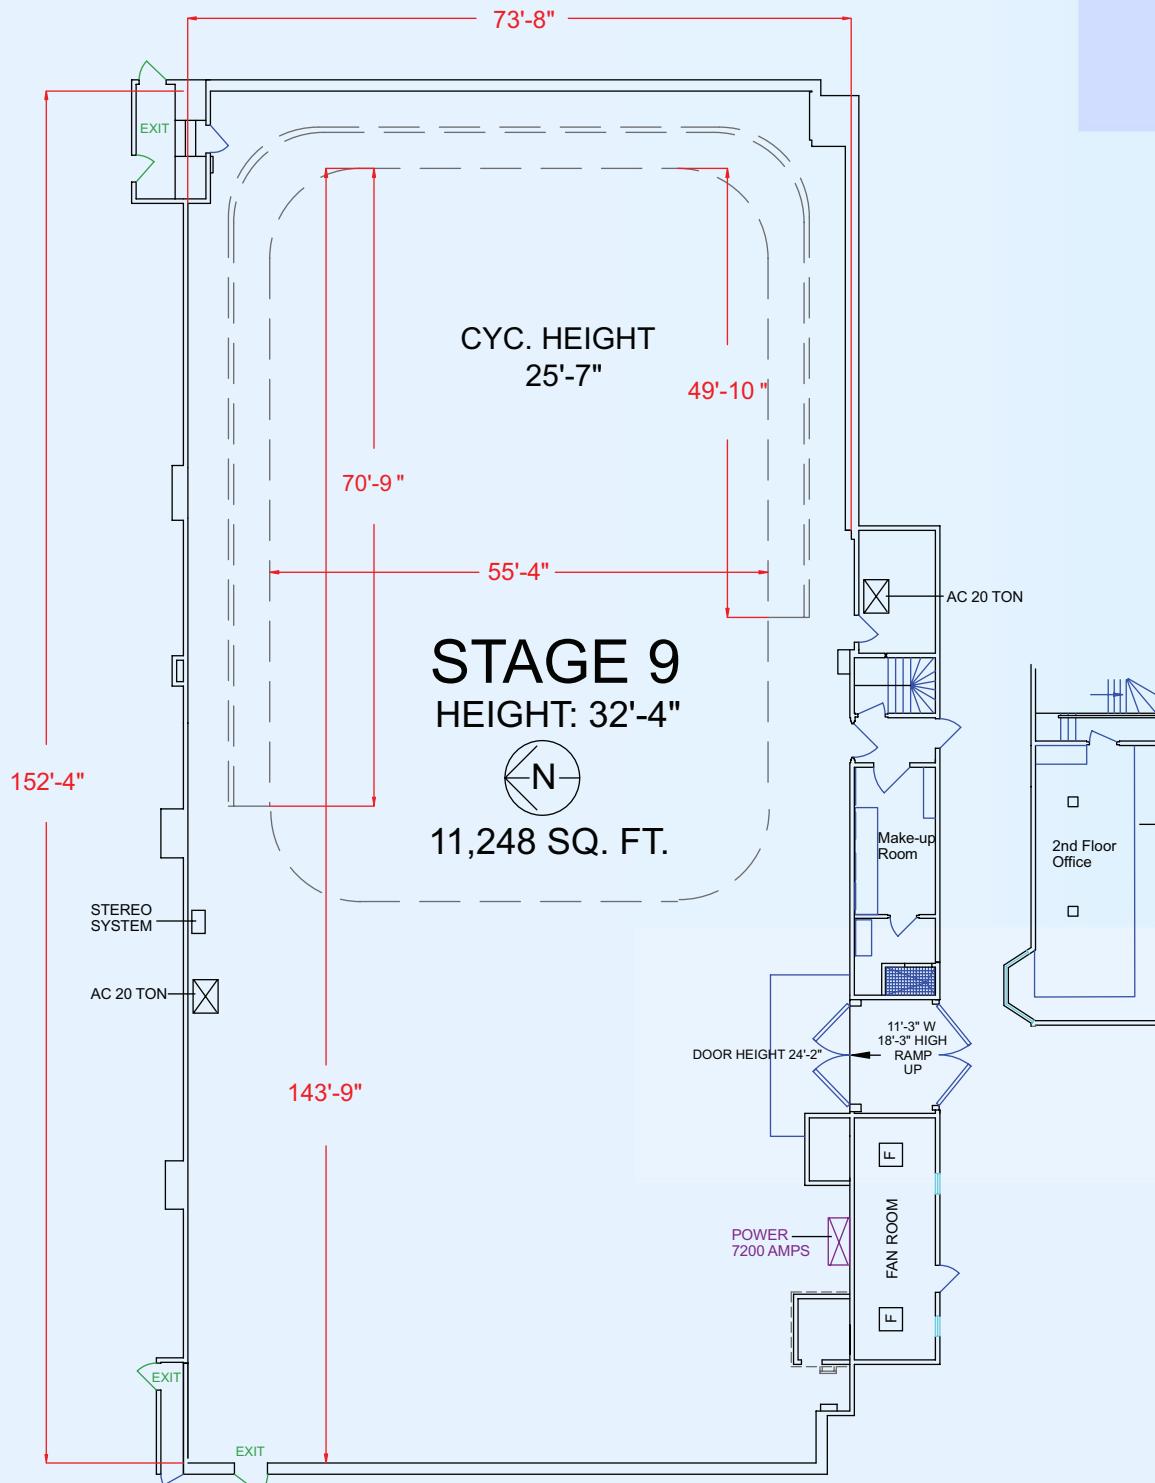 73'-8"
EXIT
CYC. HEIGHT
25'-7"
49'-10 "
70'-9 "
55'-4"
AC 20 TON
STAGE 9
HEIGHT: 32'-4"
N
152'-4"
11,248 SQ. FT.
Make-up
Room
2nd Floor
Office
STEREO
SYSTEM
AC 20 TON
11'-3" W
18'-3" HIGH
RAMP
UP
DOOR HEIGHT 24'-2"
143'-9"
F
POWER
7200 AMPS
FAN ROOM
F
EXIT
EXIT